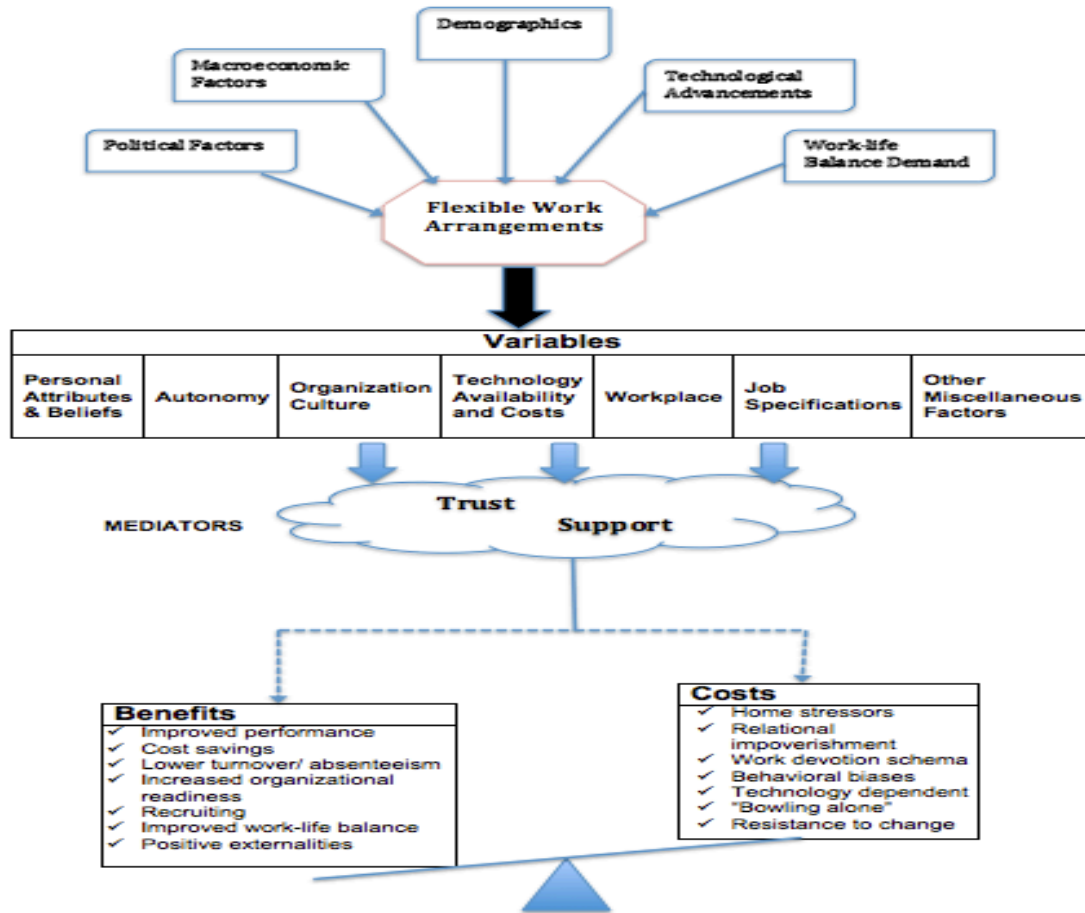 Demographics
Macroeconomic
Factors
Technological
Advancements
Political Factors
Work-life
Balance Demand
Flexible Work
Arrangements
Variables
Personal
Attributes
& Beliefs
Autonomy
Organization
Culture
Technology
Availability
and Costs
Workplace
Job
Specifications
Other
Miscellaneous
Factors
MEDIATORS
Trust
Support
Benefits
✓ Improved performance
✓ Cost savings
✓ Lower turnover/ absenteeism
✓ Increased organizational
readiness
✓ Recruiting
✓ Improved work-life balance
✓ Positive externalities
Costs
✓ Home stressors
✓ Relational
impoverishment
✓ Work devotion schema
✓ Behavioral biases
✓ Technology dependent
✓ "Bowling alone"
✓ Resistance to change